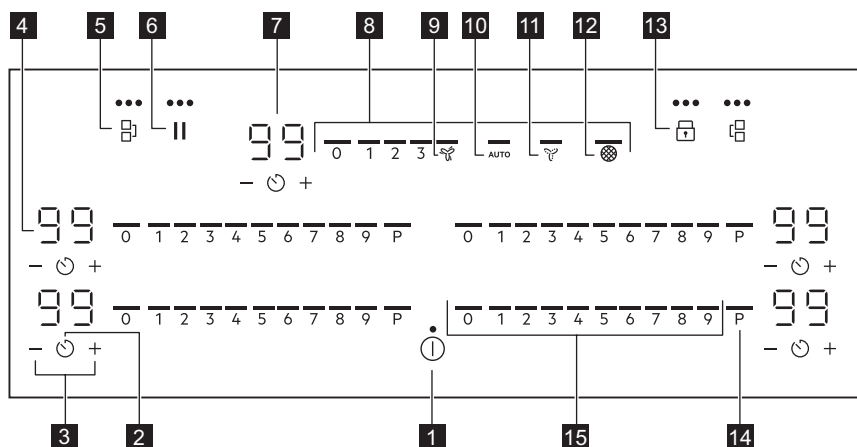 4 5 6 7 8 9 10 11 12 13
99 0 1 2 3 AUTO
− +
99 0 1 2 3 4 5 6 7 8 9 P 0 1 2 3 4 5 6 7 8 9 P 99
− + − +
99 0 1 2 3 4 5 6 7 8 9 P 0 1 2 3 4 5 6 7 8 9 P 99
− + − +
3 2 1 15 14